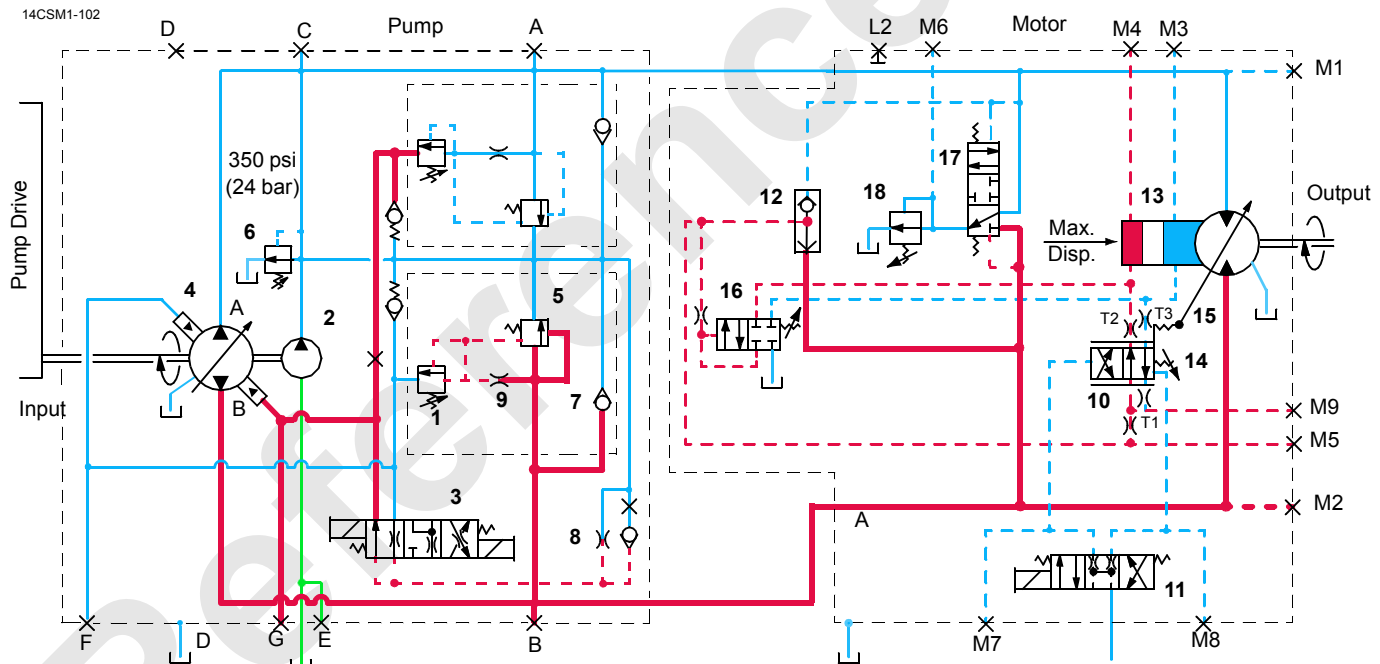 14CSM1-102
D
C
Pump
A
L2
M6
Motor
M4
M3
M1
350 psi
(24 bar)
17
12
18
13
Output
6
Max.
Disp.
Pump Drive
4
A
2
5
16
T2
T3
15
14
B
1
9
7
10
Input
T1
M9
M5
3
8
A
M2
11
F
D
G
E
B
M7
M8
Reference